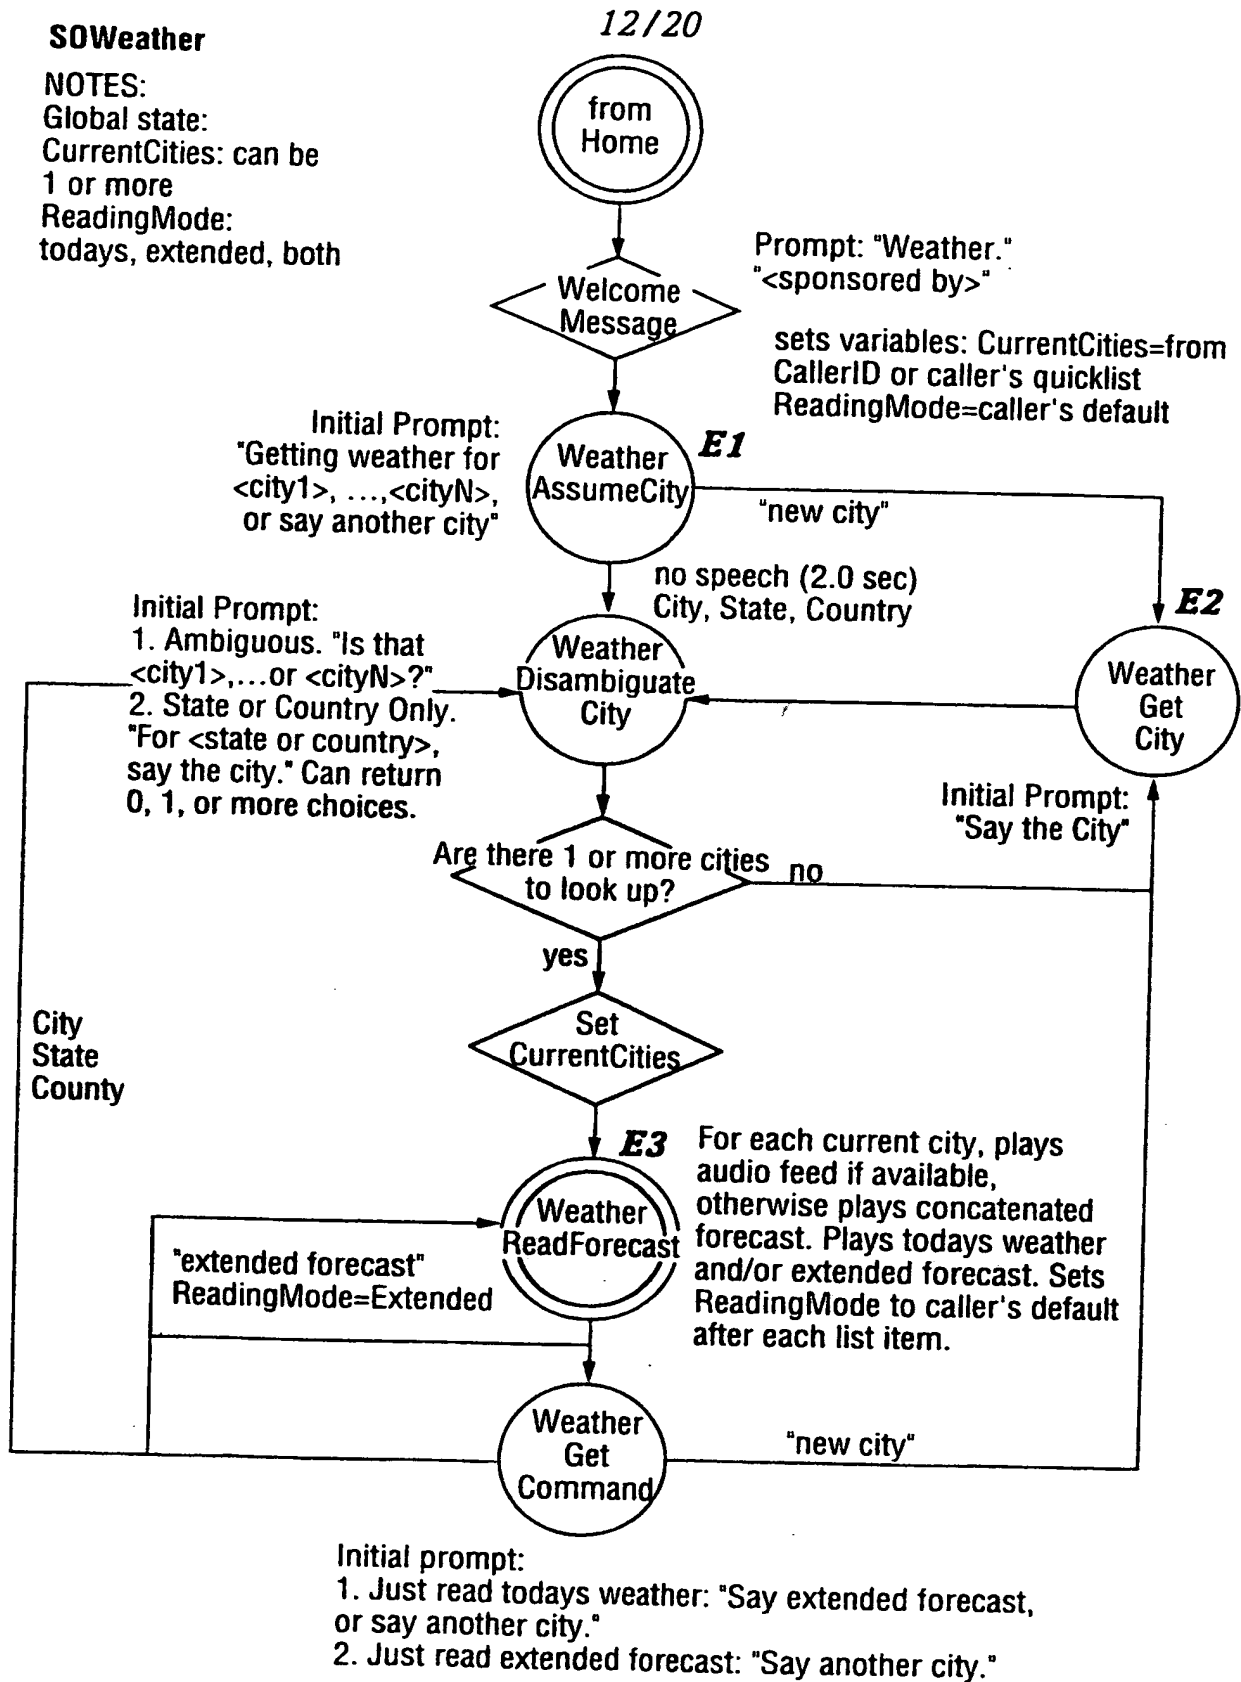 12/20
SOWeather
NOTES:
Global state:
CurrentCities: can be
1 or more
ReadingMode:
todays, extended, both
from
Home
Prompt: "Weather."
"<sponsored by>"
Welcome
Message
sets variables: CurrentCities=from
CallerID or caller's quicklist
ReadingMode=caller's default
Initial Prompt:
"Getting weather for
<city1>, ...,<cityN>,
or say another city"
Weather
AssumeCity
E1
"new city"
no speech (2.0 sec)
City, State, Country
E2
Initial Prompt:
1. Ambiguous. "Is that
<city1>,...or <cityN>?"
2. State or Country Only.
"For <state or country>,
say the city." Can return
0, 1, or more choices.
Weather
Disambiguate
City
Weather
Get
City
Initial Prompt:
"Say the City"
Are there 1 or more cities
to look up?
no
yes
Set
CurrentCities
City
State
County
E3
Weather
ReadForecast
For each current city, plays
audio feed if available,
otherwise plays concatenated
forecast. Plays todays weather
and/or extended forecast. Sets
ReadingMode to caller's default
after each list item.
"extended forecast"
ReadingMode=Extended
Weather
Get
Command
"new city"
Initial prompt:
1. Just read todays weather: "Say extended forecast,
or say another city."
2. Just read extended forecast: "Say another city."